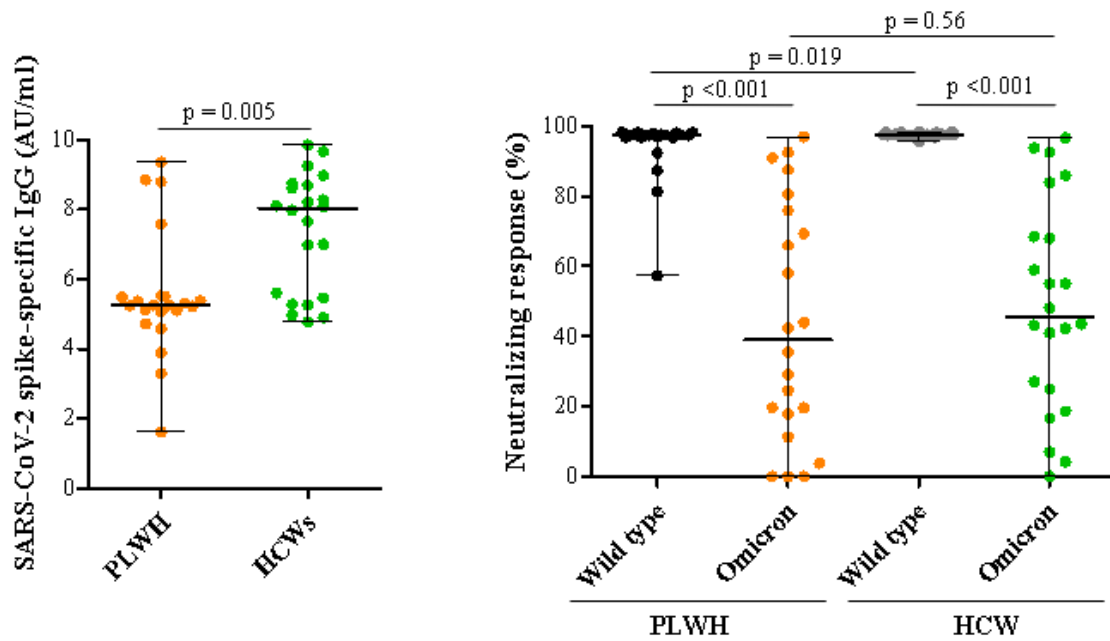 SARS-CoV-2 spike-specific IgG (AU/ml)
p = 0.005
10
8
6
4
2
0
PLWH
HCWs
Neutralizing response (%)
p = 0.56
p = 0.019
p <0.001
p <0.001
100
80
60
40
20
0
Wild type
Omicron
Wild type
Omicron
PLWH
HCW